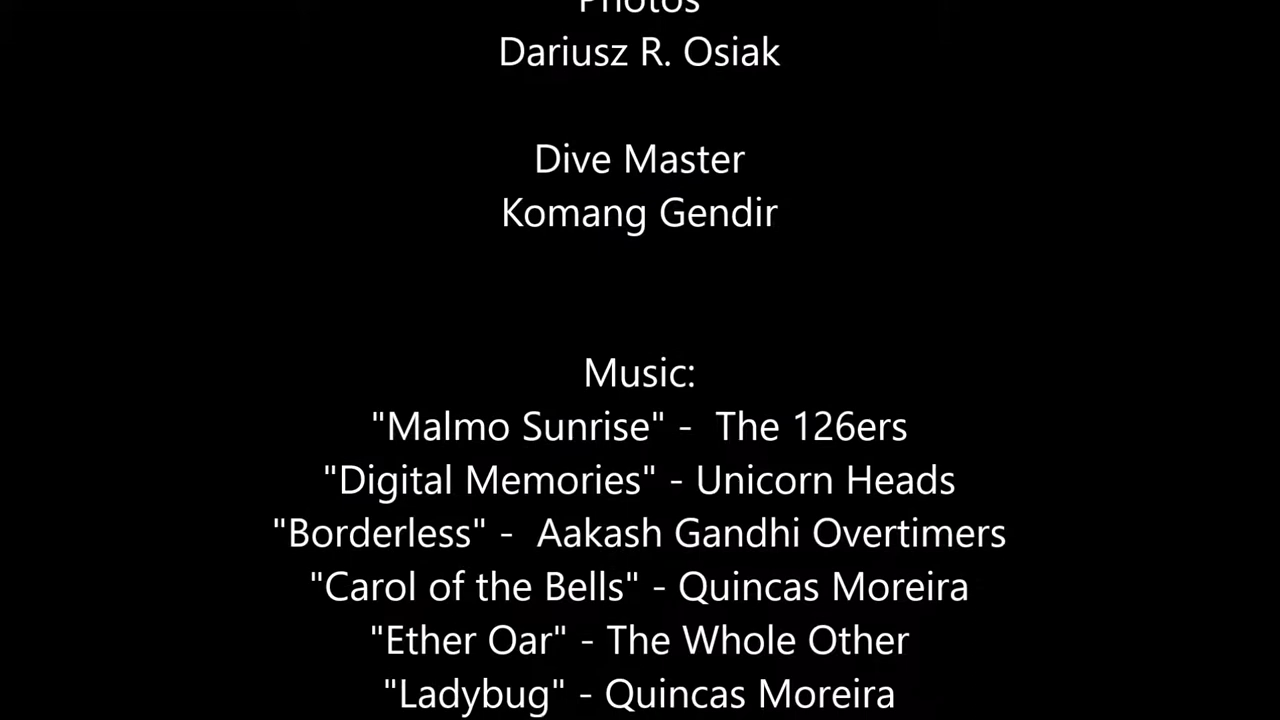 Photos
Dariusz R. Osiak
Dive Master
Komang Gendir
Music:
"Malmo Sunrise" -  The 126ers
"Digital Memories" - Unicorn Heads
"Borderless" -  Aakash Gandhi Overtimers
"Carol of the Bells" - Quincas Moreira
"Ether Oar" - The Whole Other
"Ladybug" - Quincas Moreira